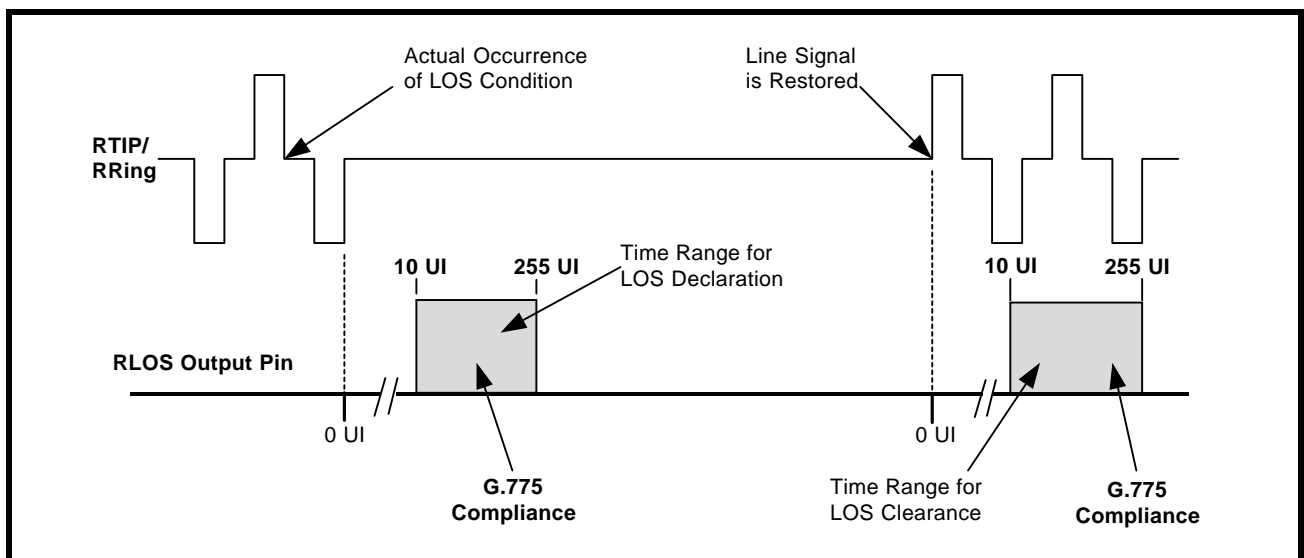 Actual Occurrence
of LOS Condition
Line Signal
is Restored
RTIP/
RRing
Time Range for
LOS Declaration
10 UI
255 UI
10 UI
255 UI
RLOS Output Pin
0 UI
0 UI
G.775
Compliance
Time Range for
LOS Clearance
G.775
Compliance